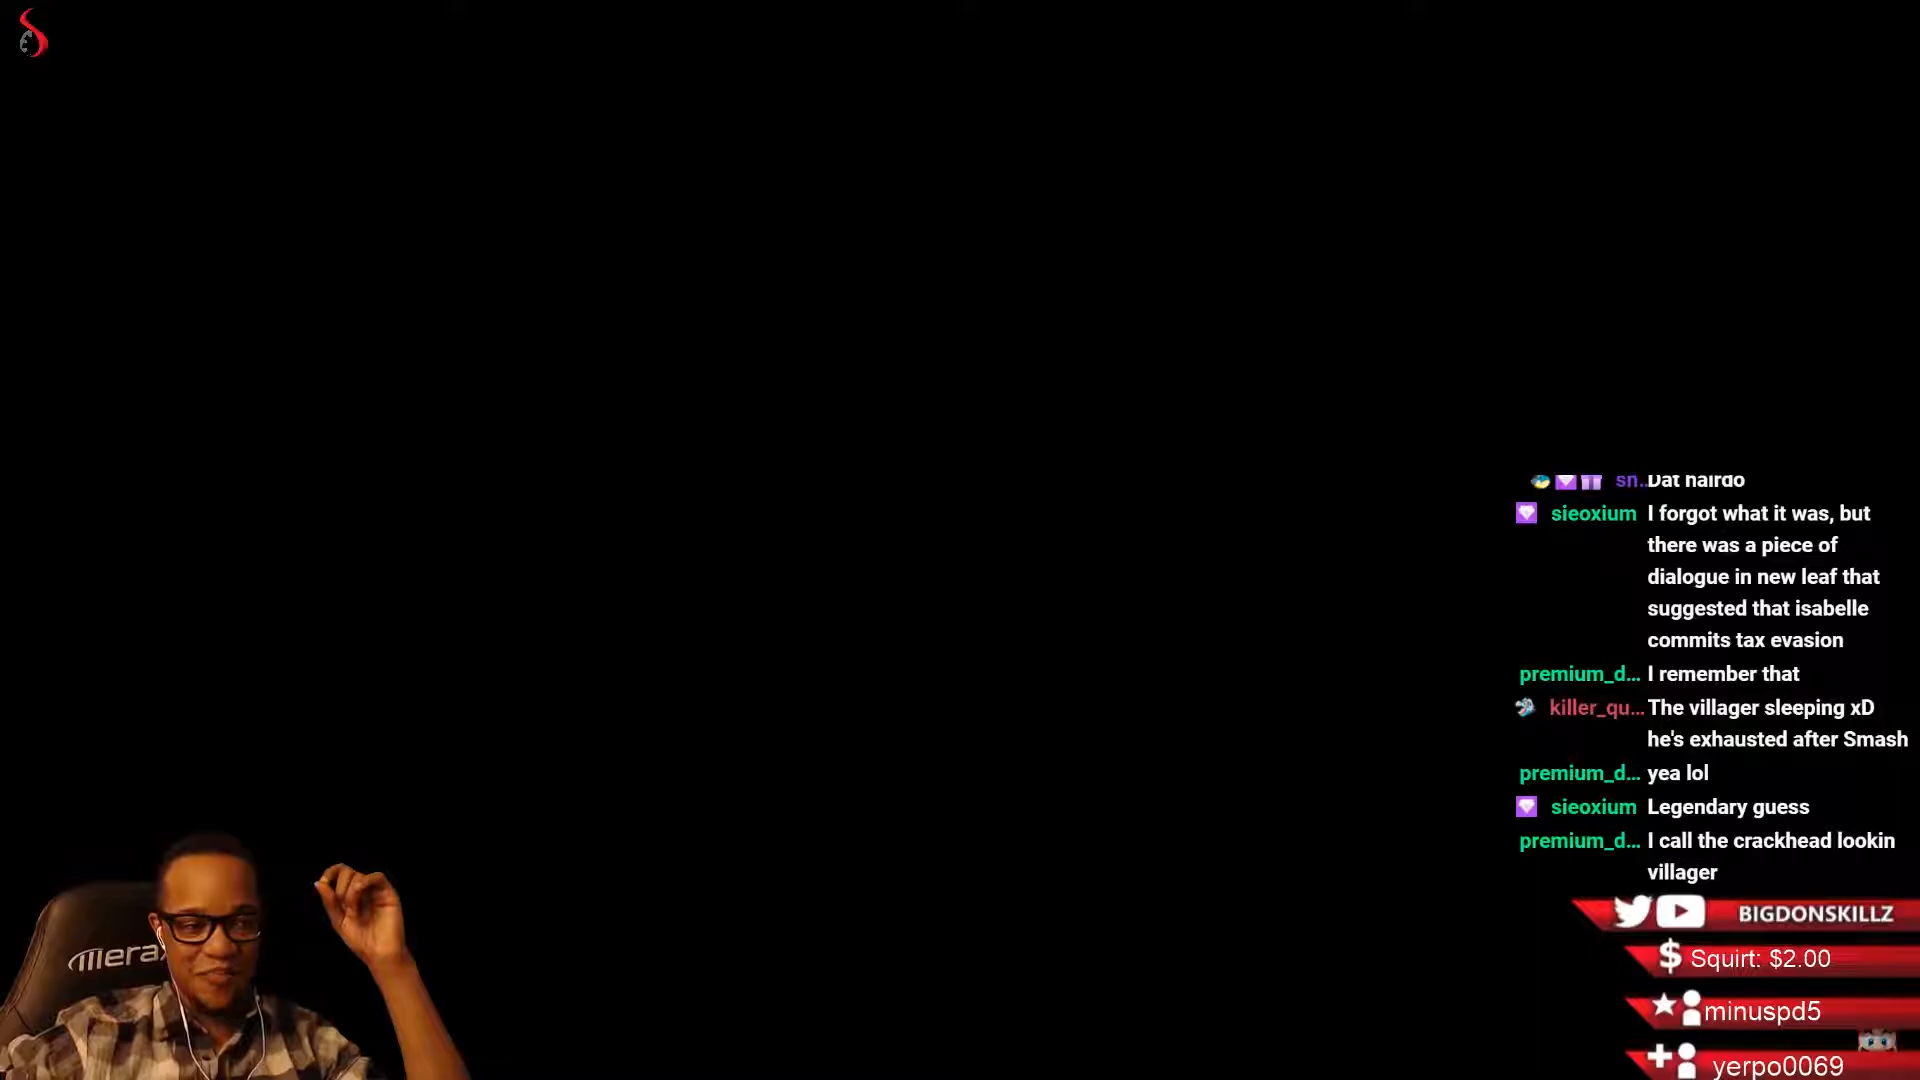 sn..Dat hairdo
sieoxium I forgot what it was, but
there was a piece of
dialogue in new leaf that
suggested that isabelle
commits tax evasion
premium_d... I remember that
killer_qu... The villager sleeping xD
he's exhausted after Smash
premium_d... yea lol
sieoxium Legendary guess
premium_d... I call the crackhead lookin
villager
BIGDONSKILLZ
$ Squirt: $2.00
minuspd5
yerpo0069